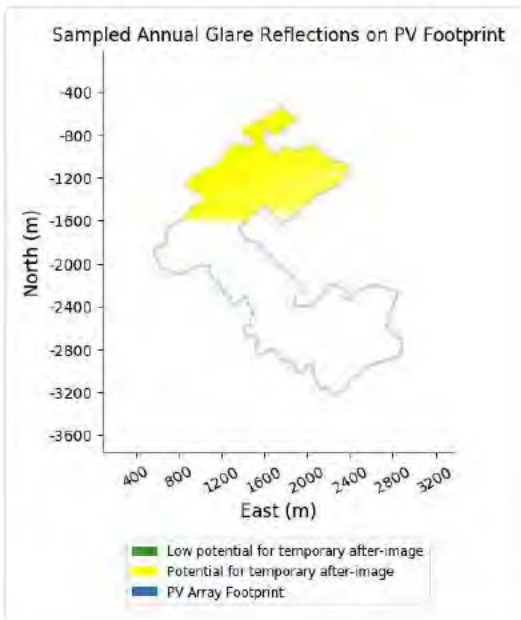 Sampled Annual Glare Reflections on PV Footprint
-400
-800
-1200
-1600
-2000
-2400
-2800
-3200
-3600
North (m)
400
800
1200
1600
2000
2400
2800
3200
East (m)
Low potential for temporary after-image
Potential for temporary after-image
PV Array Footprint